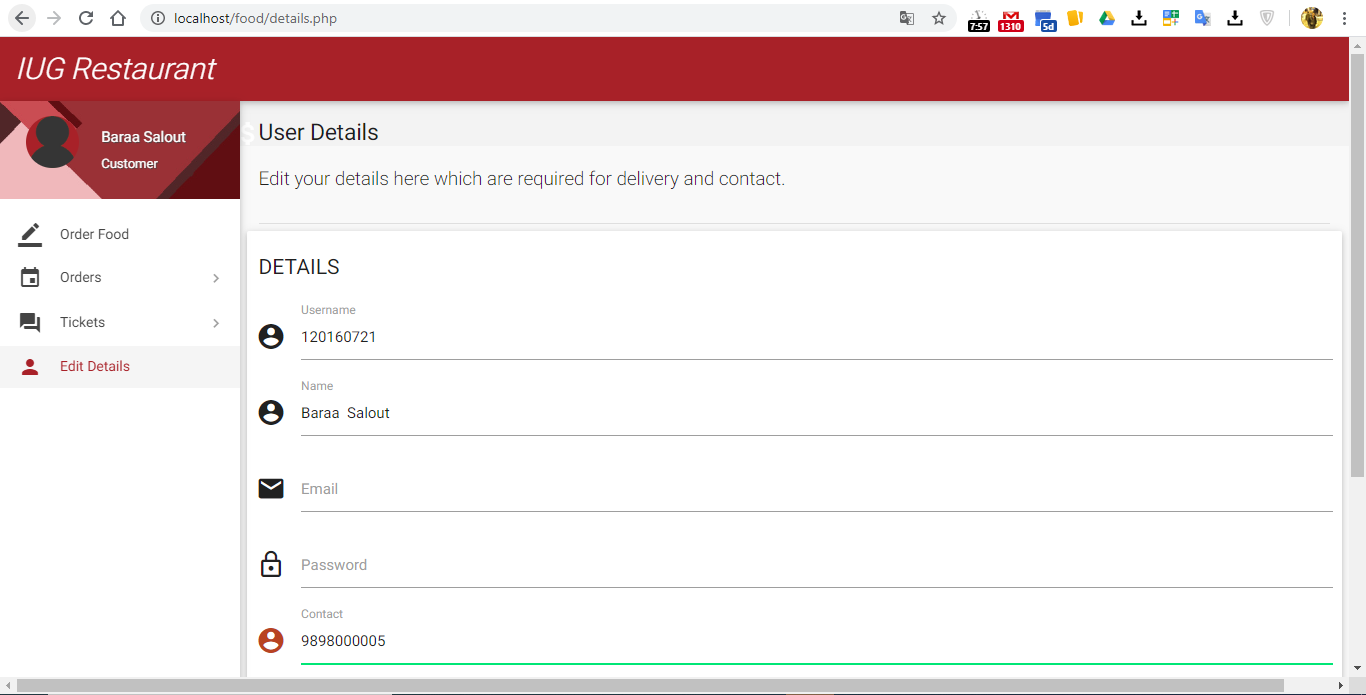 localhost/food/details.php
7:57
1310
5d
IUG Restaurant
Baraa Salout
Customer
Order Food
Orders
Tickets
Edit Details
User Details
Edit your details here which are required for delivery and contact.
DETAILS
Username
120160721
Name
Baraa Salout
Email
Password
Contact
9898000005